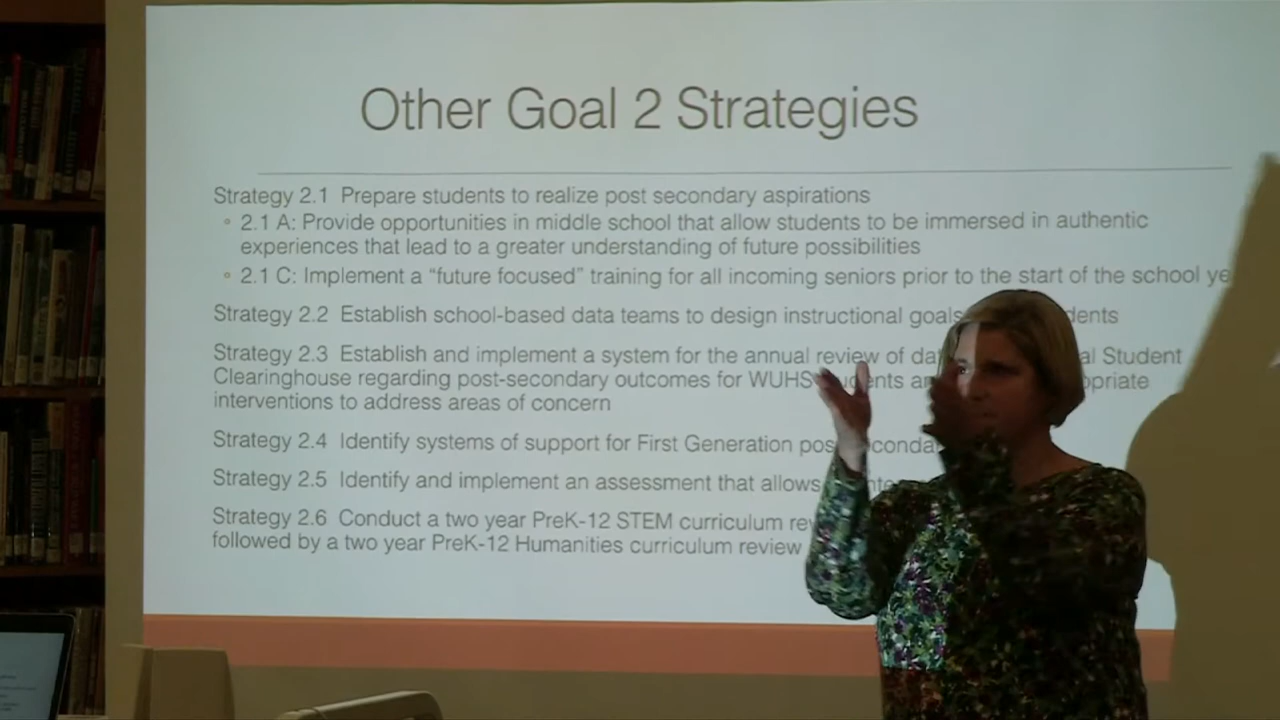 Other Goal 2 Strategies
Strategy 2.1 Prepare students to realize post secondary aspirations
° 2.1 A: Provide opportunities in middle school that allow students to be immersed in authentic
experiences that lead to a greater understanding of future possibilities
° 2.1 C: Implement a “future focused” training for all incoming seniors prior to the start of the school ye
Strategy 2.2 Establish school-based data teams to design instructional goals
Strategy 2.3 Establish and implement a system for the annual review of Student
Clearinghouse regarding post-secondary outcomes for WUHS
interventions to address areas of concern
Strategy 2.4 Identify systems of support for First Generation
Strategy 2.5 Identify and implement an assessment that allows
Strategy 2.6 Conduct a two year PreK-12 STEM curriculum
followed by a two year PreK-12 Humanities curriculum review